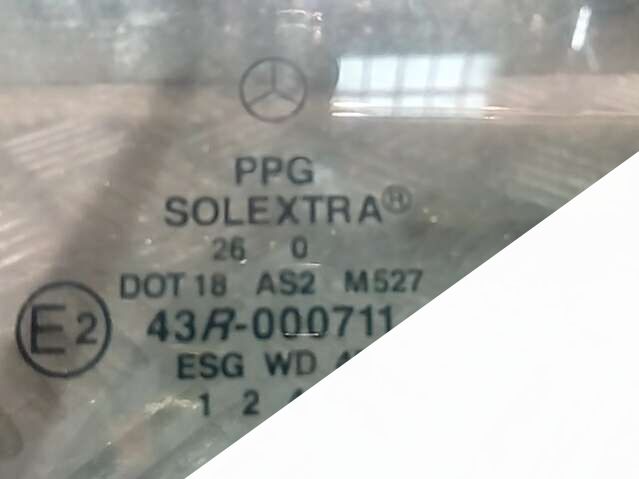 PPG
SOLEXTRA®
26 0
DOT 18 AS2 M527
E2
43R-000711
ESG WD
1 2